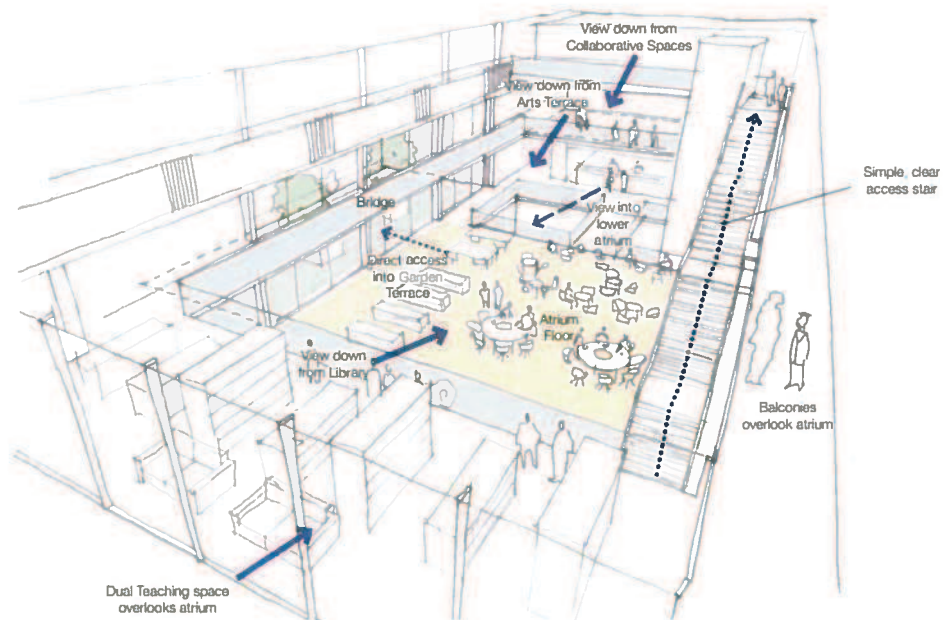 View down from
Collaborative Spaces
View down from
Arts Terrace
Simple, clear
access stair
Bridge
View into
lower
atrium
Direct access
into Garden
Terrace
Atrium
Floor
View down
from Library
Balconies
overlook atrium
Dual Teaching space
overlooks atrium